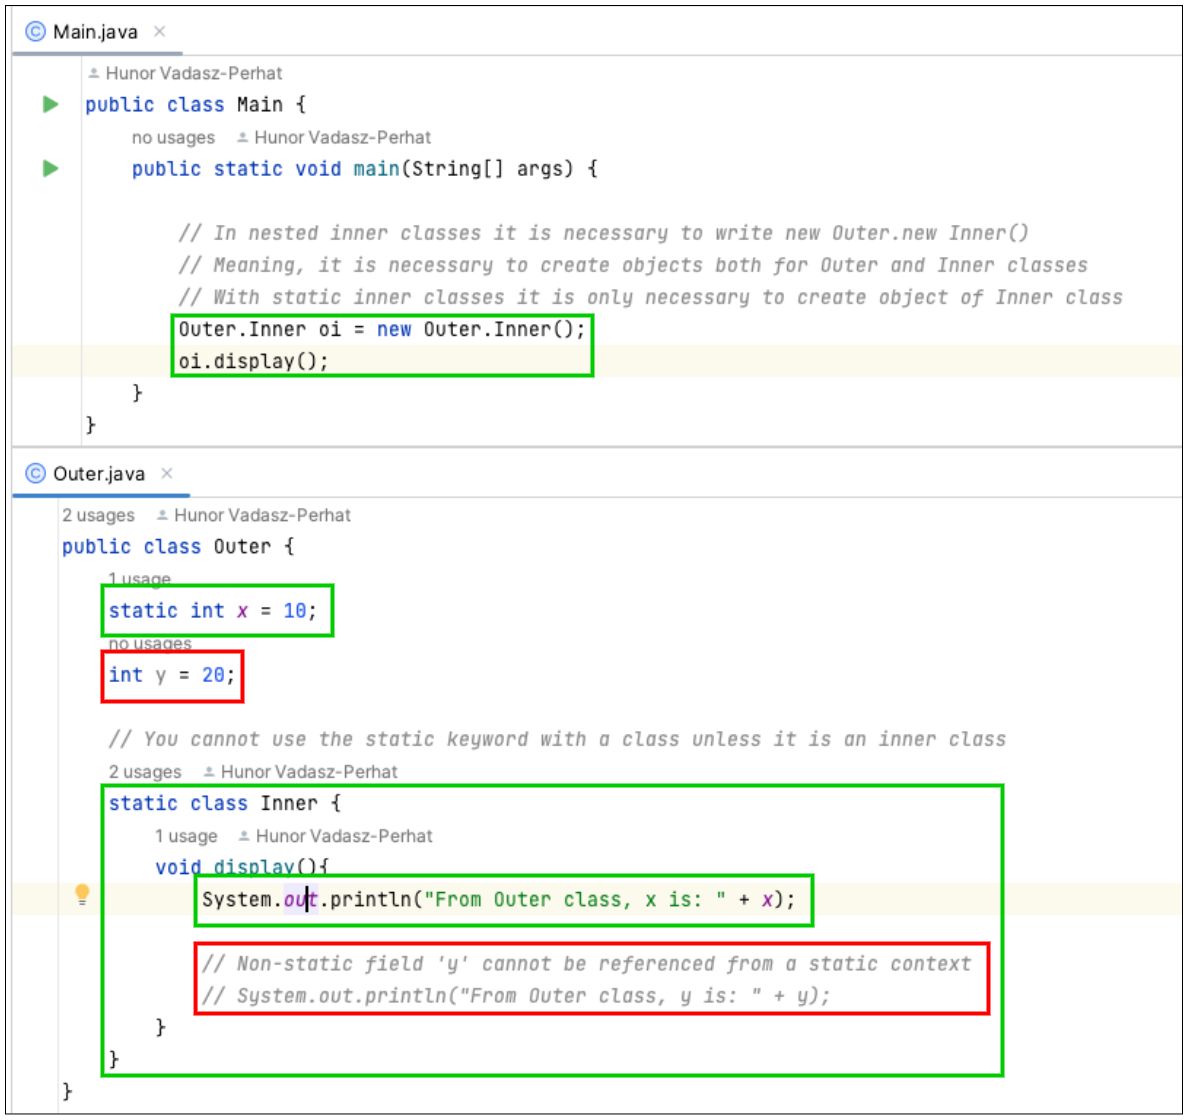 Main.java
Hunor Vadasz-Perhat
public class Main {
no usages Hunor Vadasz-Perhat
public static void main(String[] args) {
// In nested inner classes it is necessary to write new Outer.new Inner()
// Meaning, it is necessary to create objects both for Outer and Inner classes
// With static inner classes it is only necessary to create object of Inner class
Outer.Inner oi = new Outer.Inner();
oi.display();
}
}
Outer.java
2 usages Hunor Vadasz-Perhat
public class Outer {
1 usage
static int x = 10;
no usages
int y = 20;
// You cannot use the static keyword with a class unless it is an inner class
2 usages Hunor Vadasz-Perhat
static class Inner {
1 usage Hunor Vadasz-Perhat
void display(){
System.out.println("From Outer class, x is: " + x);
// Non-static field 'y' cannot be referenced from a static context
// System.out.println("From Outer class, y is: " + y);
}
}
}